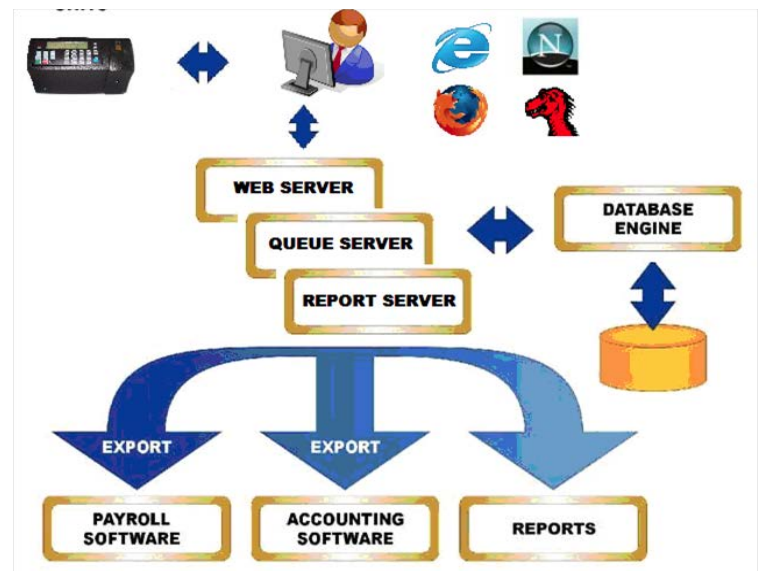 WEB SERVER
QUEUE SERVER
REPORT SERVER
DATABASE
ENGINE
EXPORT
EXPORT
PAYROLL
SOFTWARE
ACCOUNTING
SOFTWARE
REPORTS
N